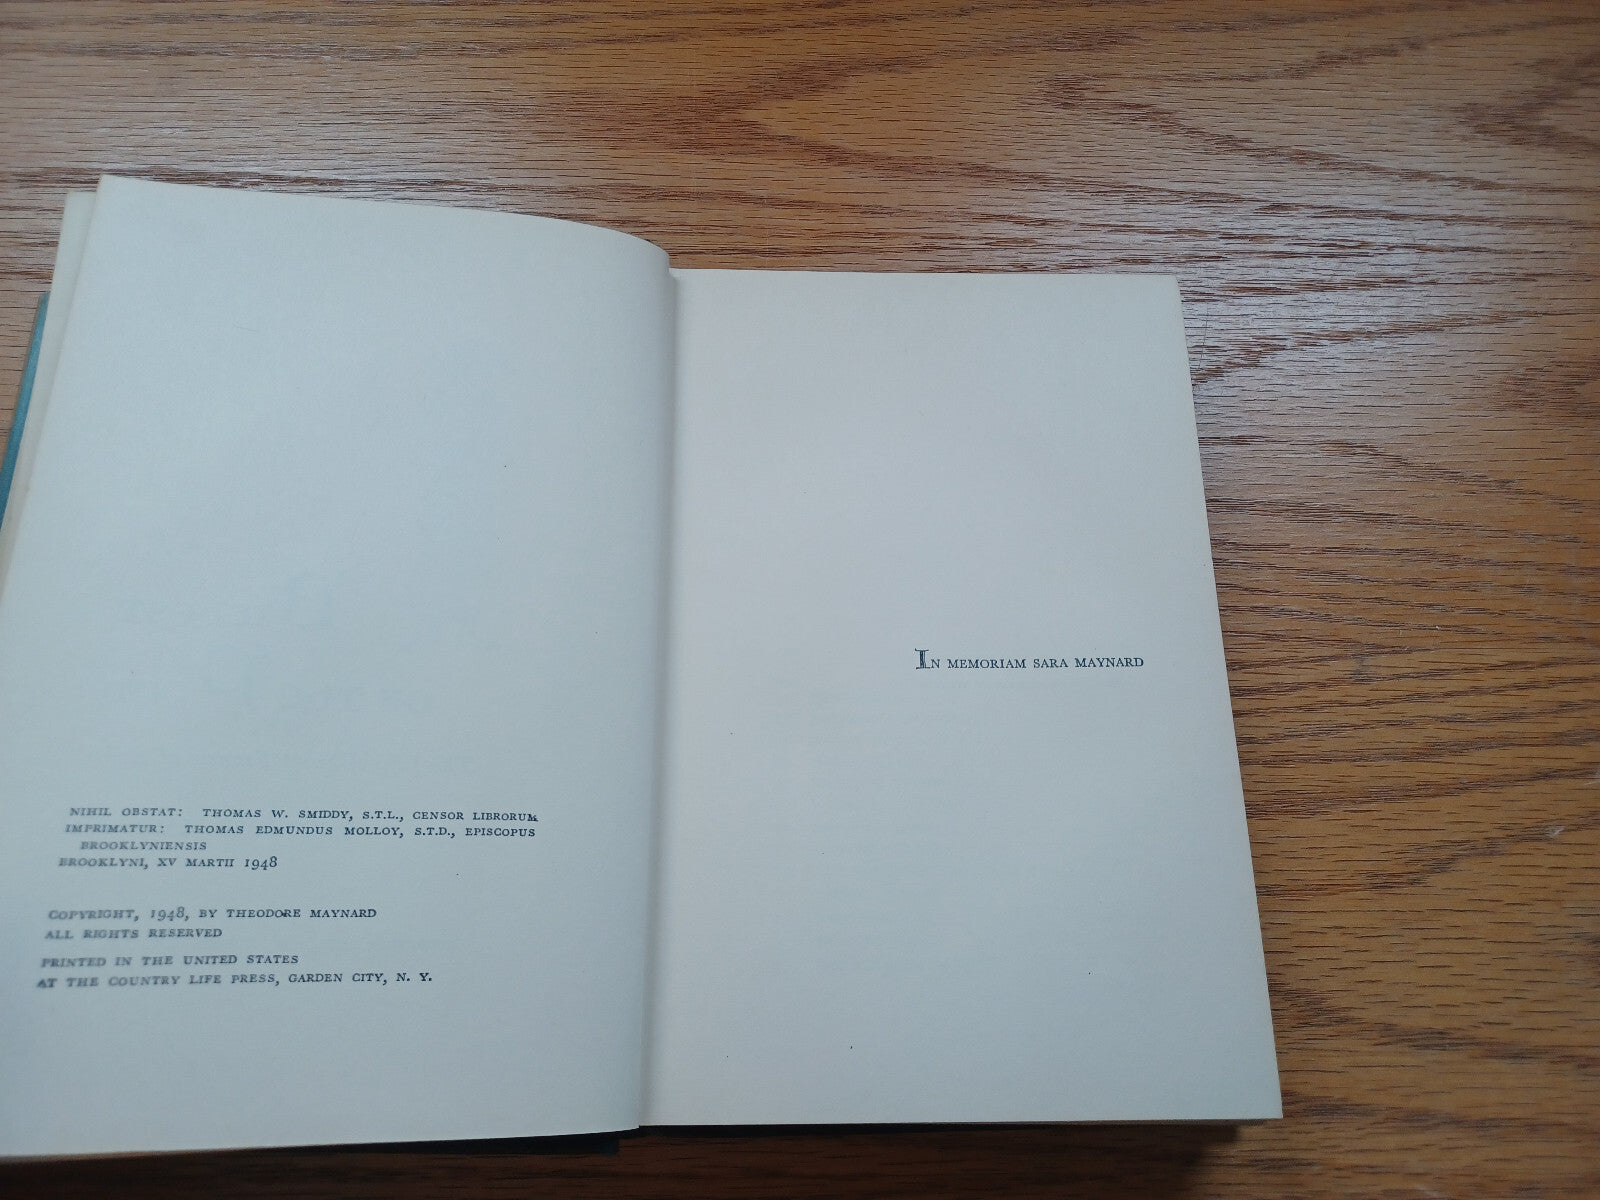 NIHIL OBSTAT: THOMAS W. SMIDDY, S.T.L., CENSOR LIBRORUM
IMPRIMATUR: THOMAS EDMUNDUS MOLLOY, S.T.D., EPISCOPUS
BROOKLYNIENSIS
BROOKLYNI, XV MARTII 1948
COPYRIGHT, 1948, BY THEODORE MAYNARD
ALL RIGHTS RESERVED
PRINTED IN THE UNITED STATES
AT THE COUNTRY LIFE PRESS, GARDEN CITY, N. Y.
IN MEMORIAM SARA MAYNARD